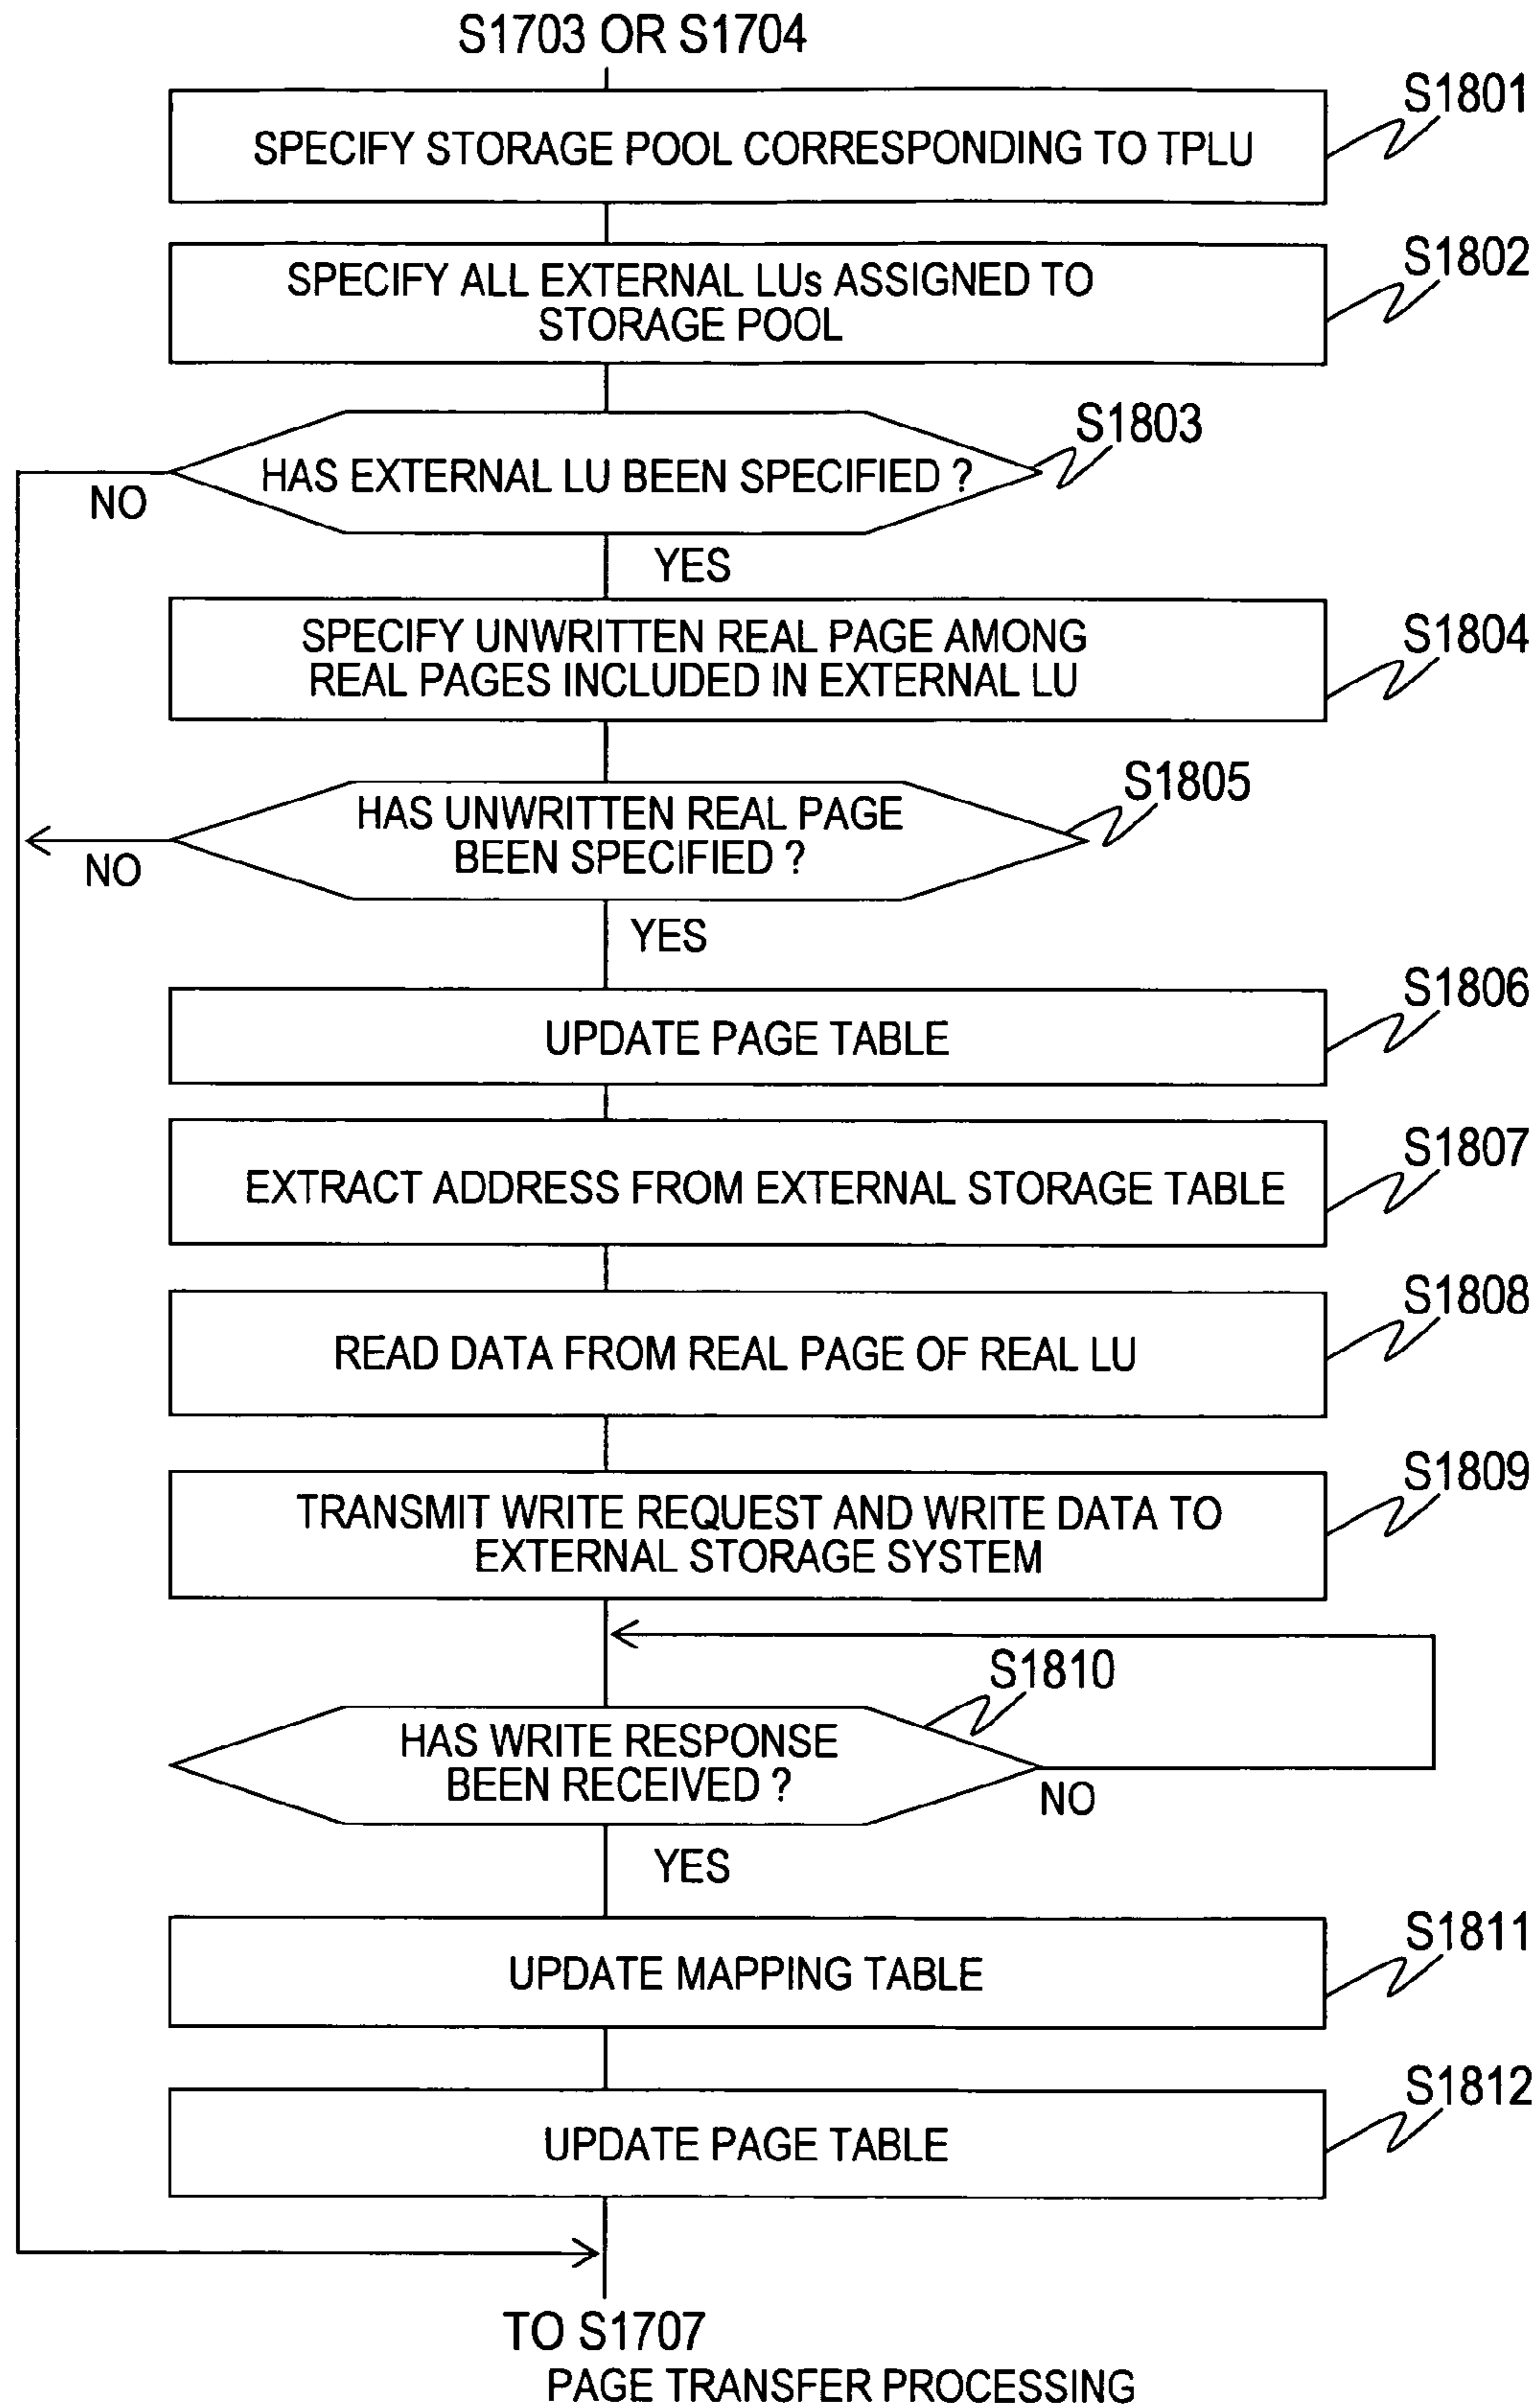 S1703 OR S1704
S1801
SPECIFY STORAGE POOL CORRESPONDING TO TPLU
S1802
SPECIFY ALL EXTERNAL LUs ASSIGNED TO
STORAGE POOL
S1803
HAS EXTERNAL LU BEEN SPECIFIED ?
NO
YES
S1804
SPECIFY UNWRITTEN REAL PAGE AMONG
REAL PAGES INCLUDED IN EXTERNAL LU
S1805
HAS UNWRITTEN REAL PAGE
BEEN SPECIFIED ?
NO
YES
S1806
UPDATE PAGE TABLE
S1807
EXTRACT ADDRESS FROM EXTERNAL STORAGE TABLE
S1808
READ DATA FROM REAL PAGE OF REAL LU
S1809
TRANSMIT WRITE REQUEST AND WRITE DATA TO
EXTERNAL STORAGE SYSTEM
S1810
HAS WRITE RESPONSE
BEEN RECEIVED ?
NO
YES
S1811
UPDATE MAPPING TABLE
S1812
UPDATE PAGE TABLE
TO S1707
PAGE TRANSFER PROCESSING